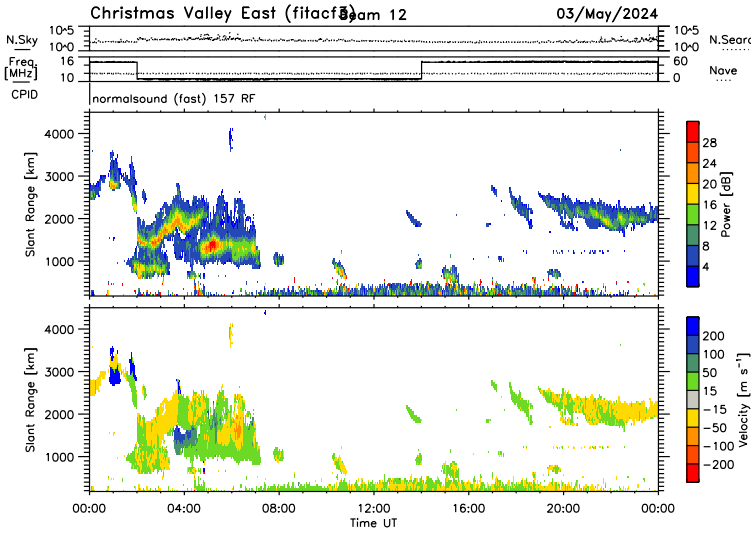 Christmas Valley East (fitacf3) Beam 12 03/May/2024
N.Sky 10^5 10^0 10^5 10^0 N.Searc
Freq. [MHz] 16 10 60 0 Nave
CPID normalsound (fast) 157 RF
Slant Range [km] 4000 3000 2000 1000
Power [dB] 28 24 20 16 12 8 4
Slant Range [km] 4000 3000 2000 1000
Velocity [m s⁻¹] 200 100 50 15 −15 −50 −100 −200
00:00 04:00 08:00 12:00 16:00 20:00 00:00
Time UT